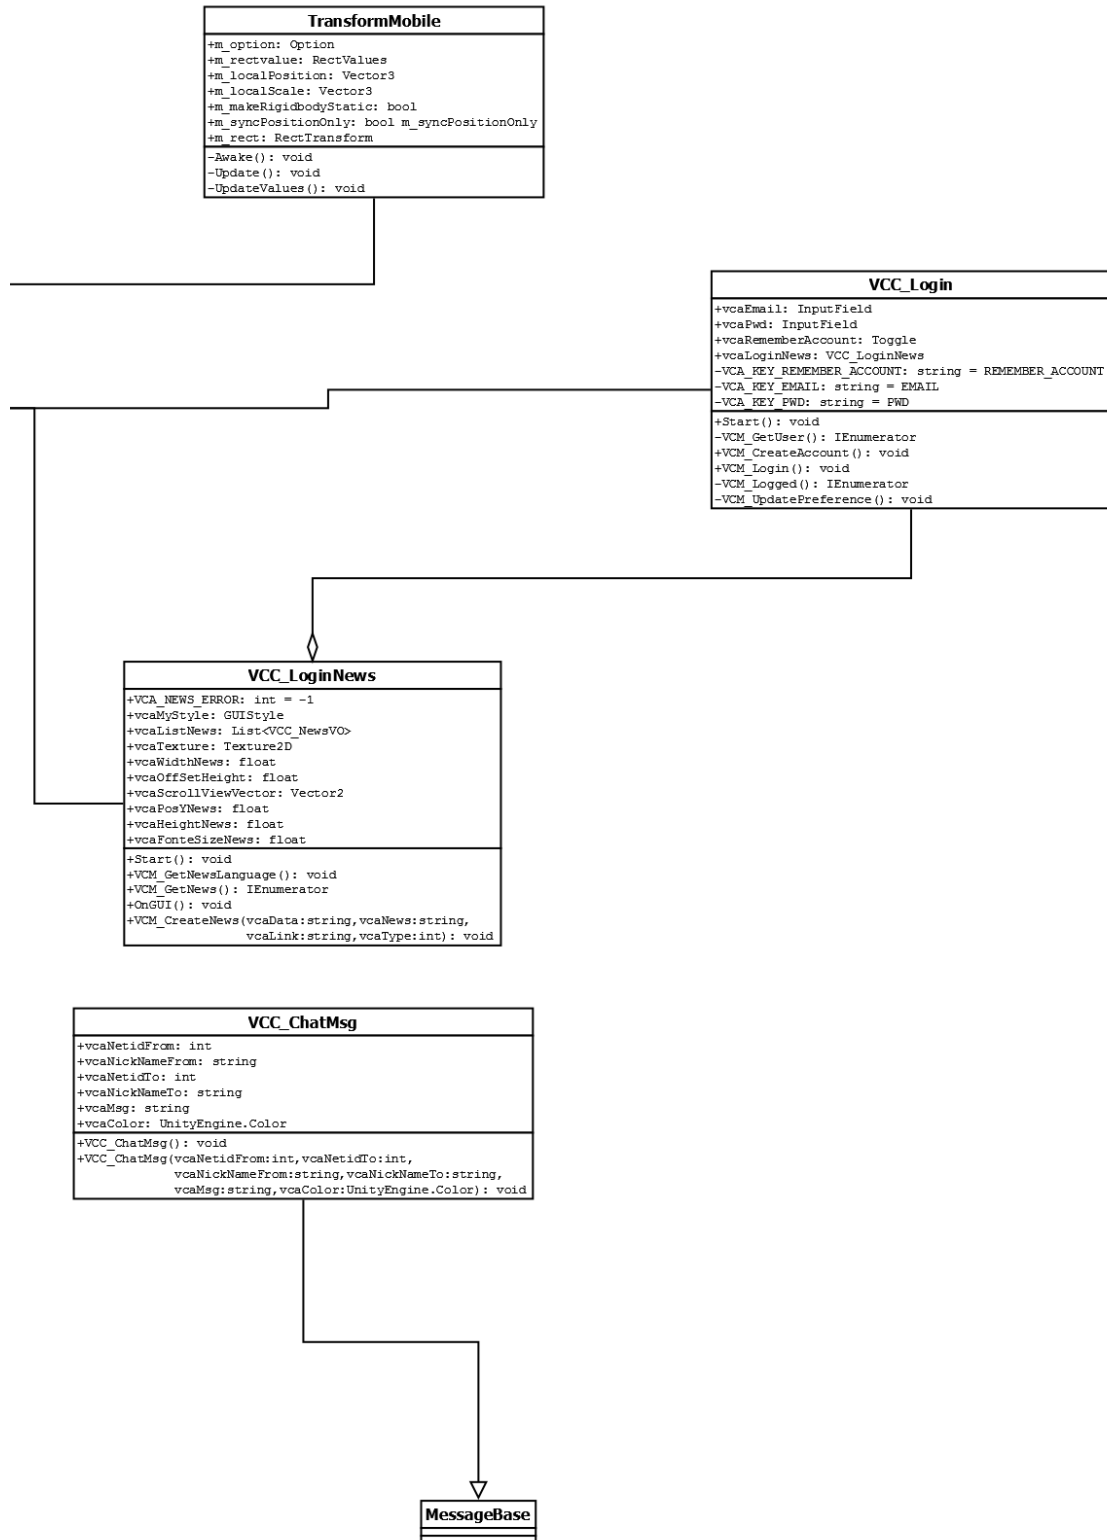 TransformMobile
+m_option: Option
+m_rectvalue: RectValues
+m_localPosition: Vector3
+m_localScale: Vector3
+m_makeRigidbodyStatic: bool
+m_syncPositionOnly: bool m_syncPositionOnly
+m_rect: RectTransform
-Awake(): void
-Update(): void
-UpdateValues(): void
VCC_Login
+vcaEmail: InputField
+vcaPwd: InputField
+vcaRememberAccount: Toggle
+vcaLoginNews: VCC_LoginNews
-VCA_KEY_REMEMBER_ACCOUNT: string = REMEMBER_ACCOUNT
-VCA_KEY_EMAIL: string = EMAIL
-VCA_KEY_PWD: string = PWD
+Start(): void
-VCM_GetUser(): IEnumerator
+VCM_CreateAccount(): void
+VCM_Login(): void
-VCM_Logged(): IEnumerator
-VCM_UpdatePreference(): void
VCC_LoginNews
+VCA_NEWS_ERROR: int = -1
+vcaMyStyle: GUIStyle
+vcaListNews: List<VCC_NewsVO>
+vcaTexture: Texture2D
+vcaWidthNews: float
+vcaOffSetHeight: float
+vcaScrollViewVector: Vector2
+vcaPosYNews: float
+vcaHeightNews: float
+vcaFonteSizeNews: float
+Start(): void
+VCM_GetNewsLanguage(): void
+VCM_GetNews(): IEnumerator
+OnGUI(): void
+VCM_CreateNews(vcaData:string,vcaNews:string,
vcaLink:string,vcaType:int): void
VCC_ChatMsg
+vcaNetidFrom: int
+vcaNickNameFrom: string
+vcaNetidTo: int
+vcaNickNameTo: string
+vcaMsg: string
+vcaColor: UnityEngine.Color
+VCC_ChatMsg(): void
+VCC_ChatMsg(vcaNetidFrom:int,vcaNetidTo:int,
vcaNickNameFrom:string,vcaNickNameTo:string,
vcaMsg:string,vcaColor:UnityEngine.Color): void
MessageBase